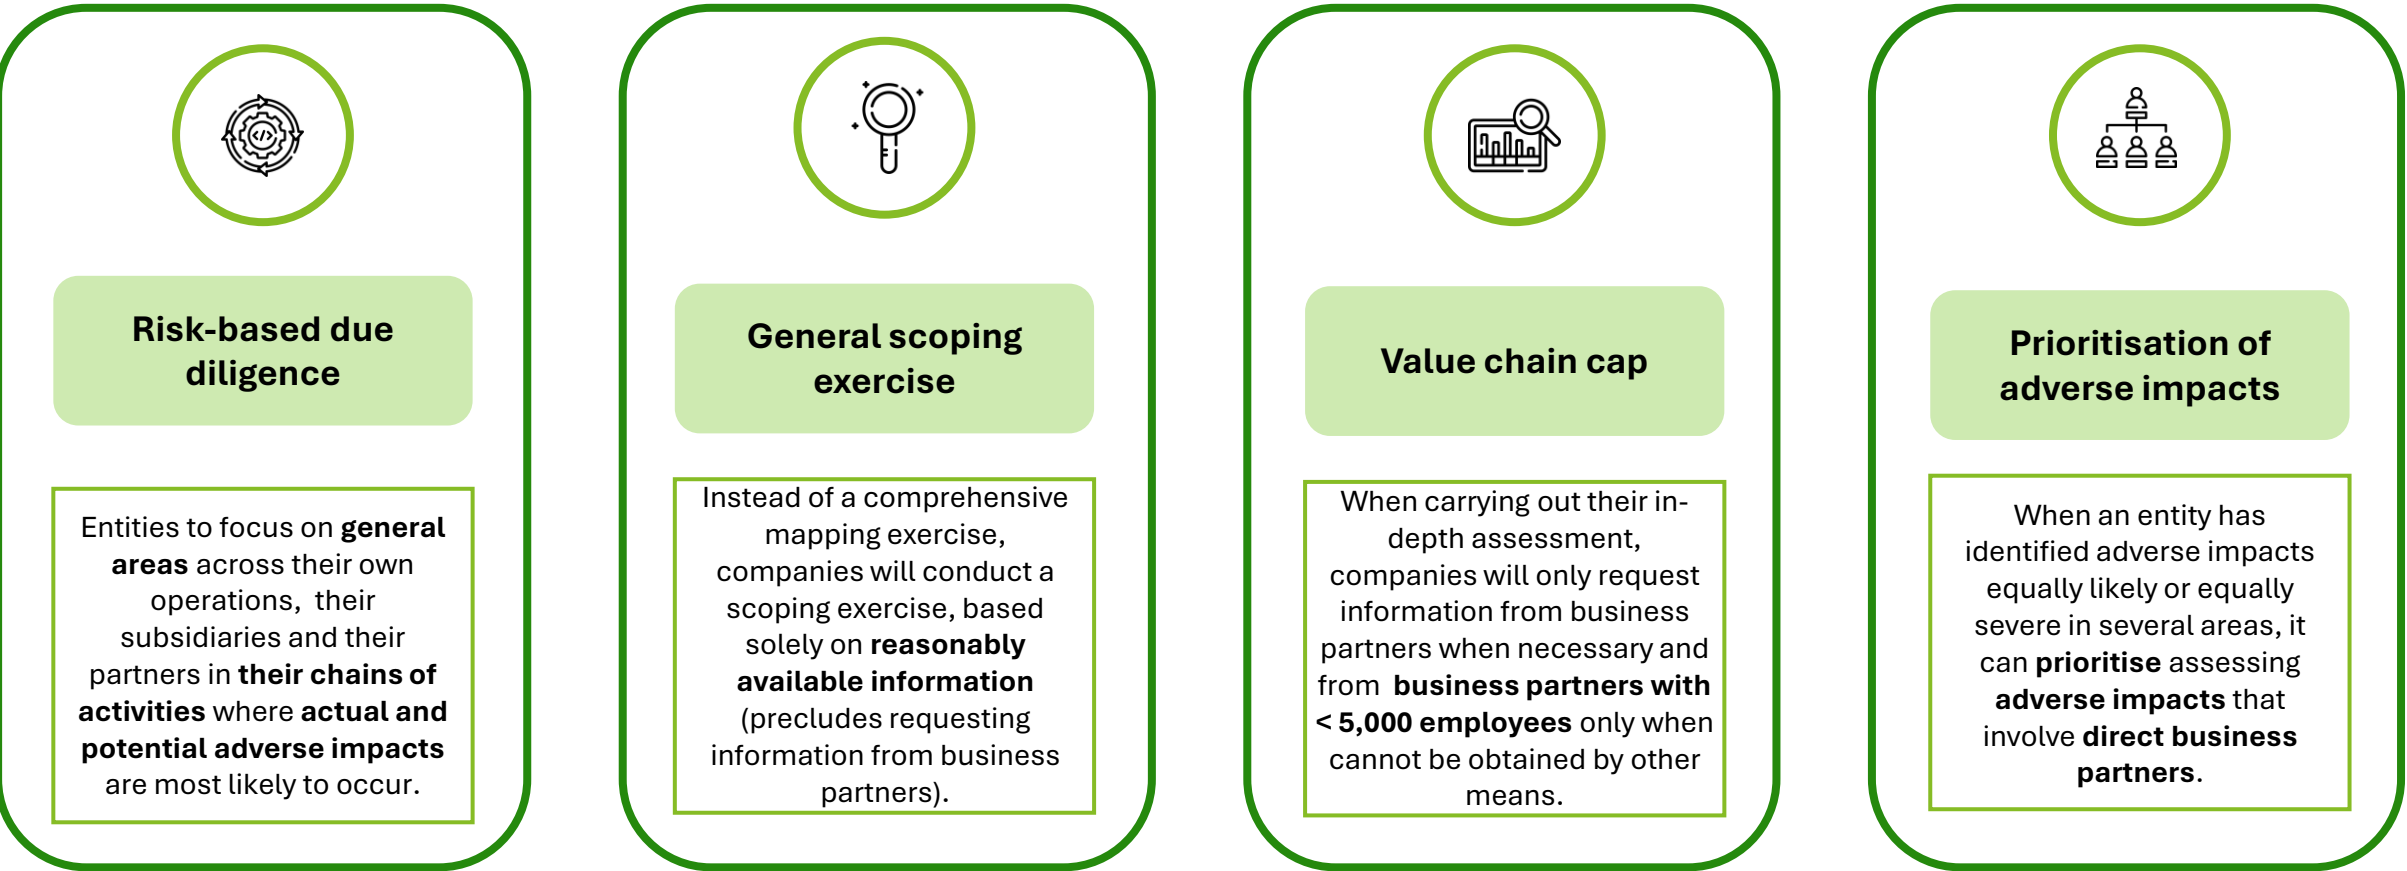 Risk-based due
diligence
Entities to focus on general
areas across their own
operations, their
subsidiaries and their
partners in their chains of
activities where actual and
potential adverse impacts
are most likely to occur.
General scoping
exercise
Instead of a comprehensive
mapping exercise,
companies will conduct a
scoping exercise, based
solely on reasonably
available information
(precludes requesting
information from business
partners).
Value chain cap
When carrying out their in-
depth assessment,
companies will only request
information from business
partners when necessary and
from business partners with
< 5,000 employees only when
cannot be obtained by other
means.
Prioritisation of
adverse impacts
When an entity has
identified adverse impacts
equally likely or equally
severe in several areas, it
can prioritise assessing
adverse impacts that
involve direct business
partners.